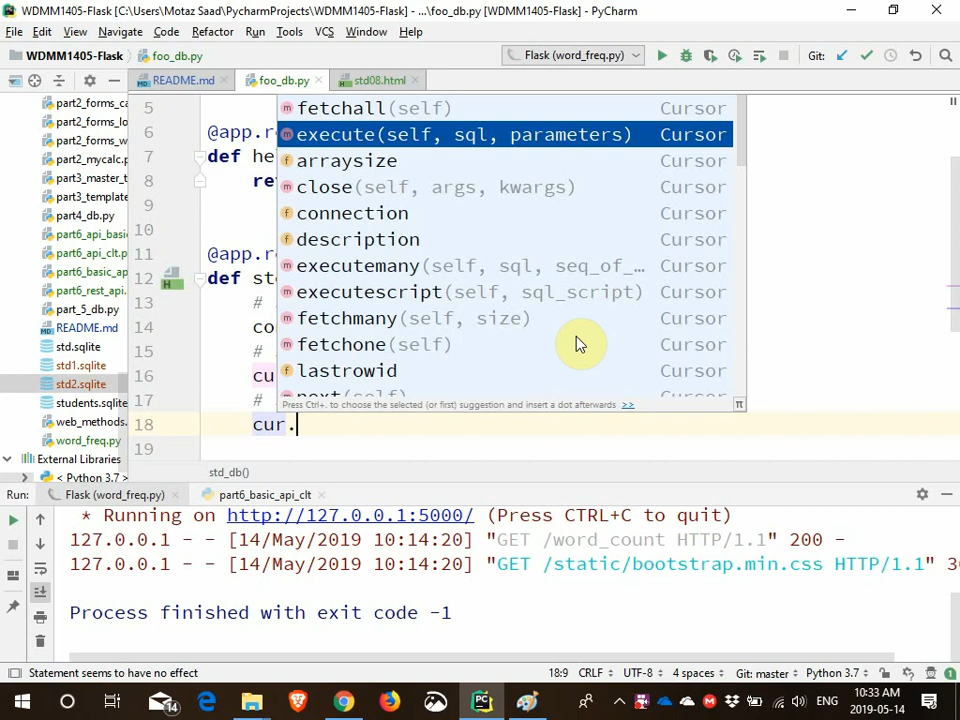 WDMM1405-Flask [C:\Users\Motaz Saad\PycharmProjects\WDMM1405-Flask] - ...\foo_db.py [WDMM1405-Flask] - PyCharm
File Edit View Navigate Code Refactor Run Tools VCS Window Help
WDMM1405-Flask foo_db.py Flask (word_freq.py) Git:
README.md foo_db.py std08.html
part2_forms_ca
part2_forms_lo
part2_forms_w
part2_mycalc.p
part3_master_t
part3_template
part4_db.py
part6_api_basi
part6_api_clt.p
part6_basic_ap
part6_rest_api.
part_5_db.py
README.md
std.sqlite
std1.sqlite
std2.sqlite
students.sqlite
web_methods.
word_freq.py
External Libraries
< Python 3.7 >
5
6 @app.re
7 def he
8 re
9
10
11 @app.re
12 def st
13 #
14 co
15 #
16 cu
17 #
18 cur.
19
fetchall(self) Cursor
execute(self, sql, parameters) Cursor
arraysize Cursor
close(self, args, kwargs) Cursor
connection Cursor
description Cursor
executemany(self, sql, seq_of_… Cursor
executescript(self, sql_script) Cursor
fetchmany(self, size) Cursor
fetchone(self) Cursor
lastrowid Cursor
next(self) Cursor
Press Ctrl+. to choose the selected (or first) suggestion and insert a dot afterwards >> π
std_db()
Run: Flask (word_freq.py) part6_basic_api_clt
* Running on http://127.0.0.1:5000/ (Press CTRL+C to quit)
127.0.0.1 - - [14/May/2019 10:14:20] "GET /word_count HTTP/1.1" 200 -
127.0.0.1 - - [14/May/2019 10:14:20] "GET /static/bootstrap.min.css HTTP/1.1" 30
Process finished with exit code -1
Statement seems to have no effect 18:9 CRLF UTF-8 4 spaces Git: master Python 3.7 1
14 ENG 10:33 AM
2019-05-14